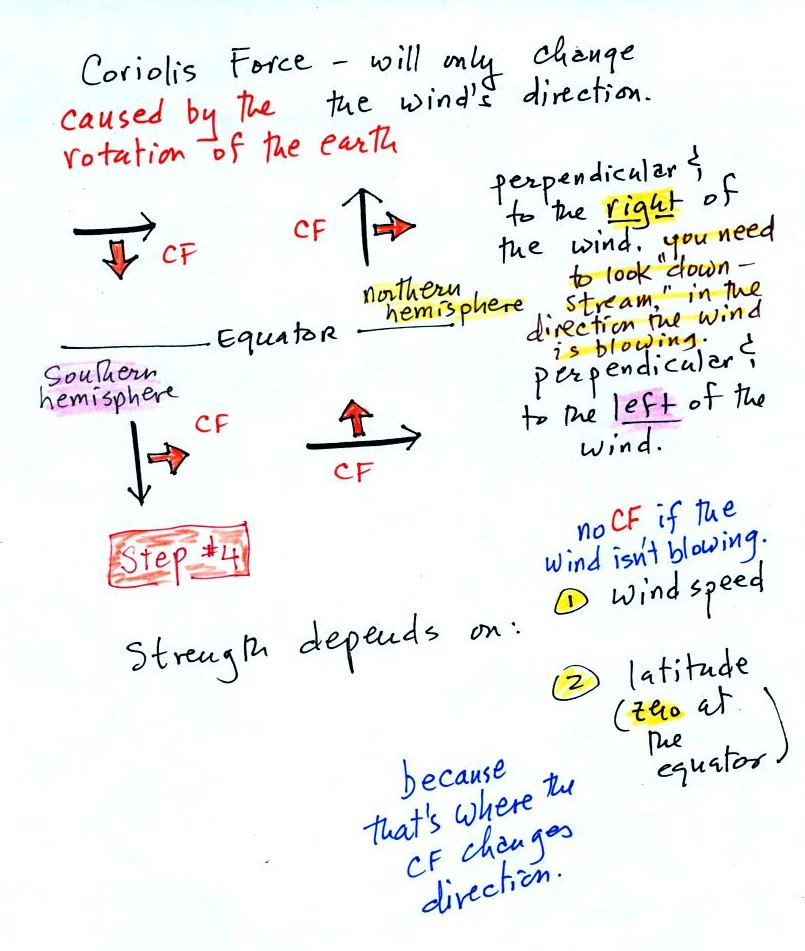 Coriolis Force - will only change
caused by the the wind's direction.
rotation of the earth
perpendicular &
to the right of
the wind. you need
to look "down-
stream," in the
direction the wind
is blowing.
CF
CF
northern
hemisphere
Equator
Southern
hemisphere
perpendicular &
to the left of the
wind.
CF
CF
Step #4
no CF if the
wind isn't blowing.
Strength depends on:
1 wind speed
2 latitude
(zero at
the
equator)
because
that's where the
CF changes
direction.